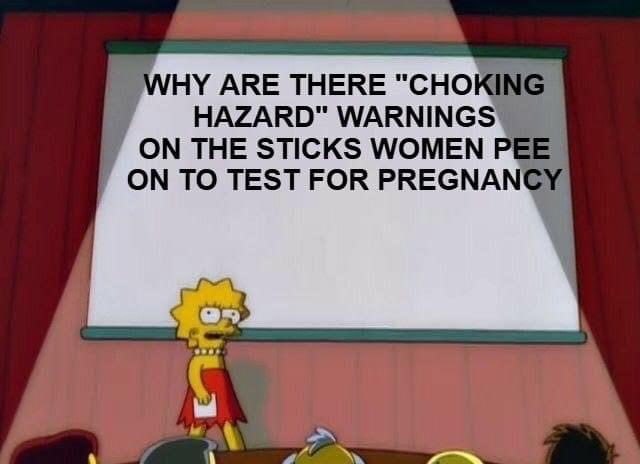 WHY ARE THERE "CHOKING
HAZARD" WARNINGS
ON THE STICKS WOMEN PEE
ON TO TEST FOR PREGNANCY